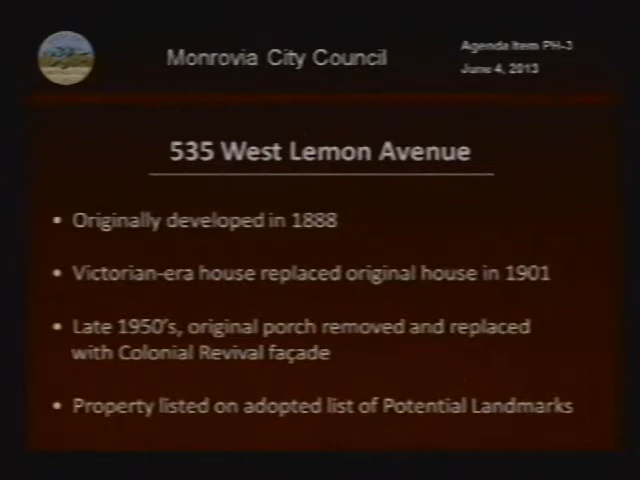 Monrovia City Council
Agenda Item PH-3
June 4, 2013
535 West Lemon Avenue
• Originally developed in 1888
• Victorian-era house replaced original house in 1901
• Late 1950's, original porch removed and replaced
with Colonial Revival façade
• Property listed on adopted list of Potential Landmarks